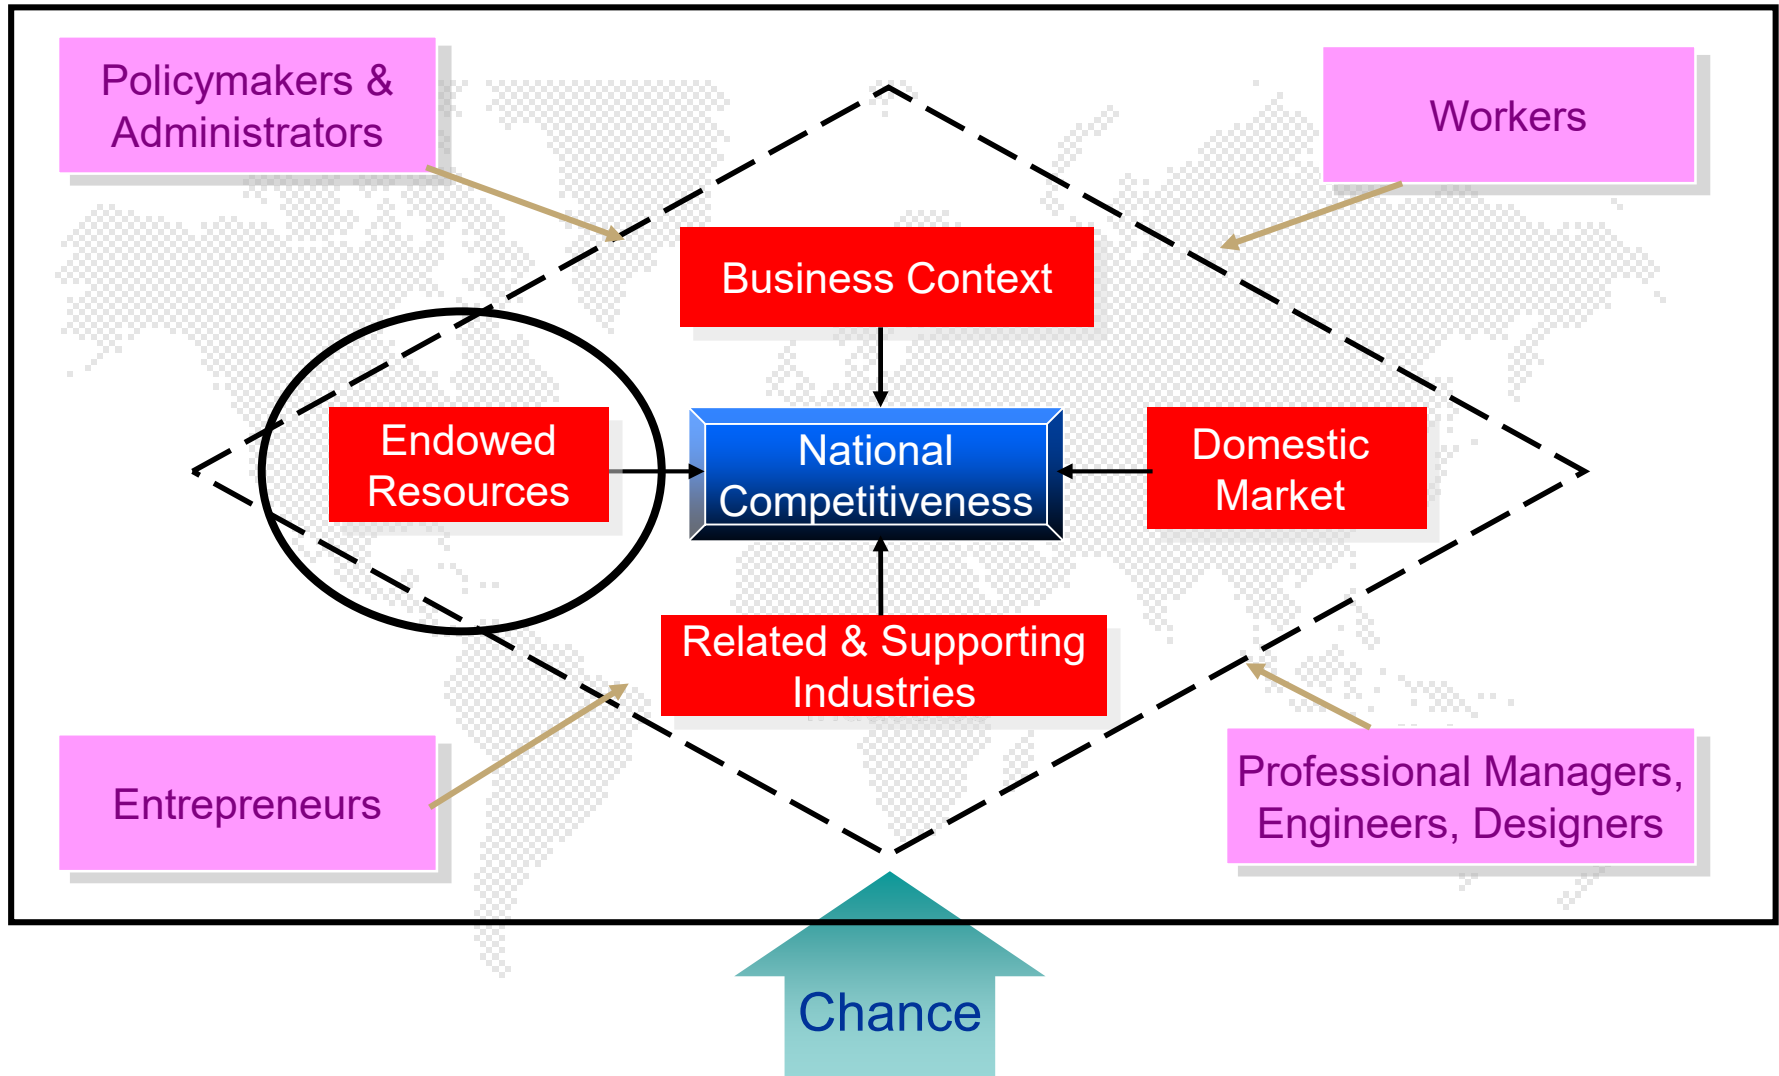 Policymakers &
Administrators
Workers
Business Context
Endowed
Resources
National
Competitiveness
Domestic
Market
Related & Supporting
Industries
Entrepreneurs
Professional Managers,
Engineers, Designers
Chance